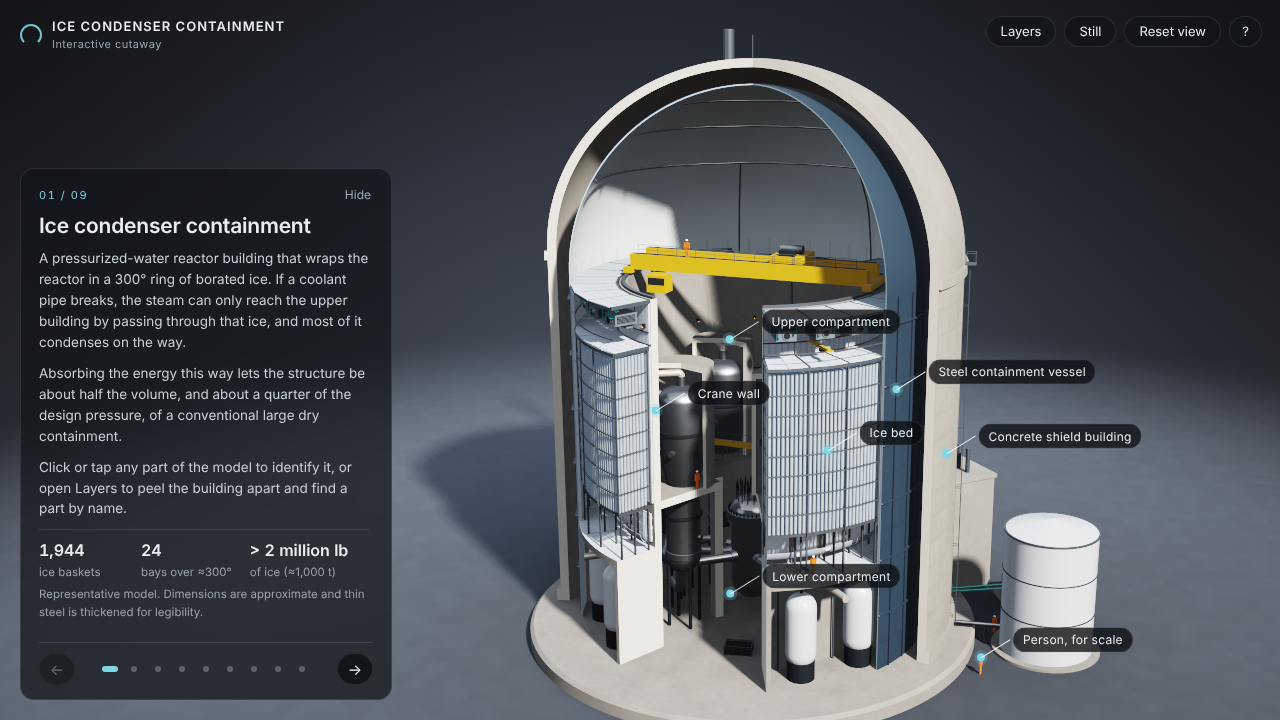 ICE CONDENSER CONTAINMENT
Interactive cutaway
Layers
Still
Reset view
?
01 / 09
Hide
Ice condenser containment
A pressurized-water reactor building that wraps the
reactor in a 300° ring of borated ice. If a coolant
pipe breaks, the steam can only reach the upper
building by passing through that ice, and most of it
condenses on the way.
Absorbing the energy this way lets the structure be
about half the volume, and about a quarter of the
design pressure, of a conventional large dry
containment.
Click or tap any part of the model to identify it, or
open Layers to peel the building apart and find a
part by name.
1,944
ice baskets
24
bays over ≈300°
> 2 million lb
of ice (≈1,000 t)
Representative model. Dimensions are approximate and thin
steel is thickened for legibility.
←
→
Upper compartment
Steel containment vessel
Crane wall
Ice bed
Concrete shield building
Lower compartment
Person, for scale